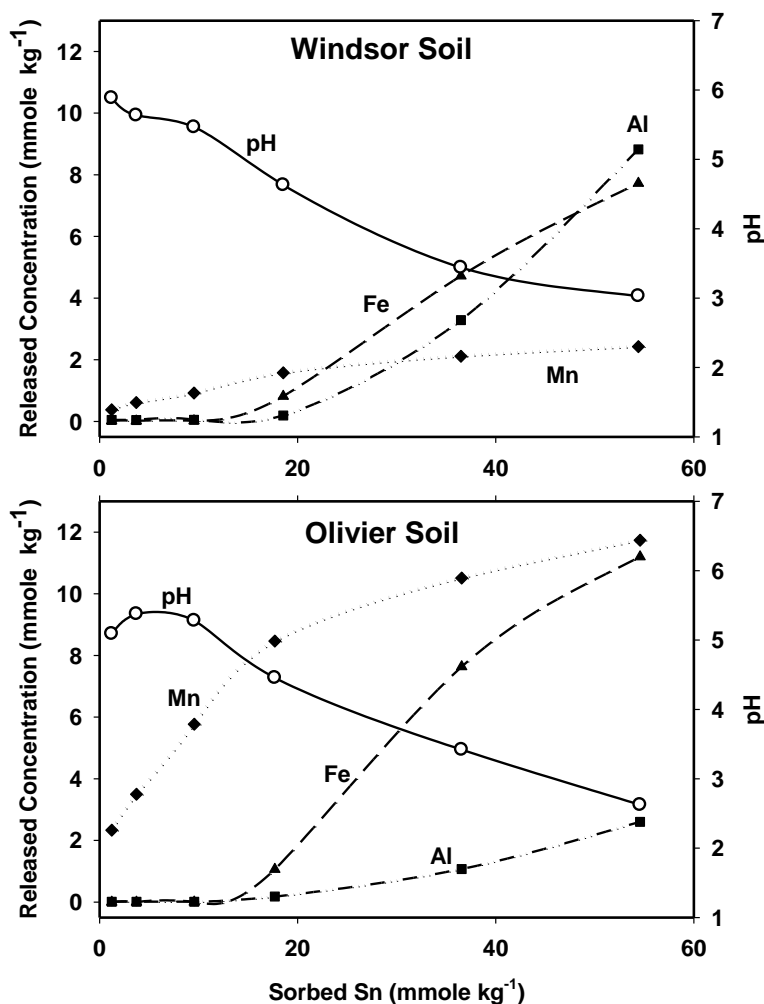 Windsor Soil
Released Concentration (mmole kg⁻¹)
12
10
8
6
4
2
0
7
6
5
4
3
2
1
pH
pH
Al
Fe
Mn
0
20
40
60
Olivier Soil
Released Concentration (mmole kg⁻¹)
12
10
8
6
4
2
0
7
6
5
4
3
2
1
pH
pH
Mn
Fe
Al
0
20
40
60
Sorbed Sn (mmole kg⁻¹)